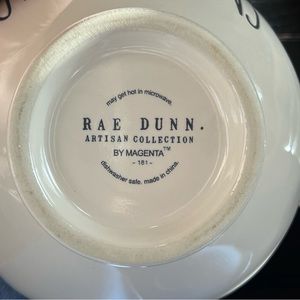 may get hot in microwave.
RAE DUNN.
ARTISAN COLLECTION
BY MAGENTA™
- 181 -
dishwasher safe. made in china.